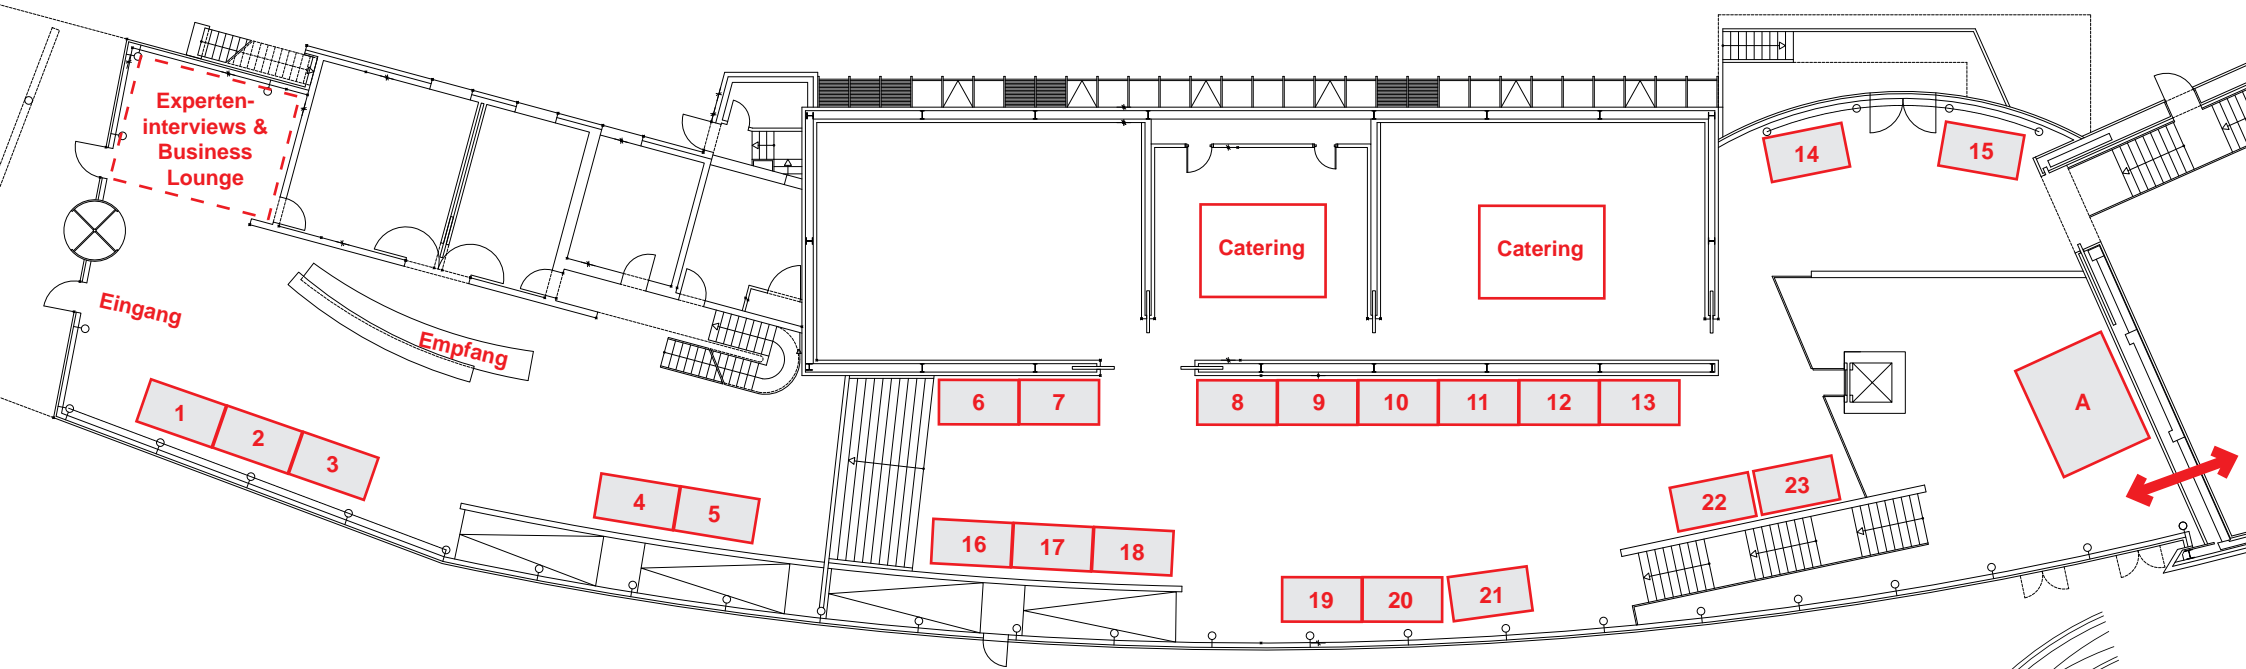 Experten-
interviews &
Business
Lounge
Eingang
Empfang
Catering
Catering
1
2
3
4
5
6
7
8
9
10
11
12
13
14
15
16
17
18
19
20
21
22
23
A